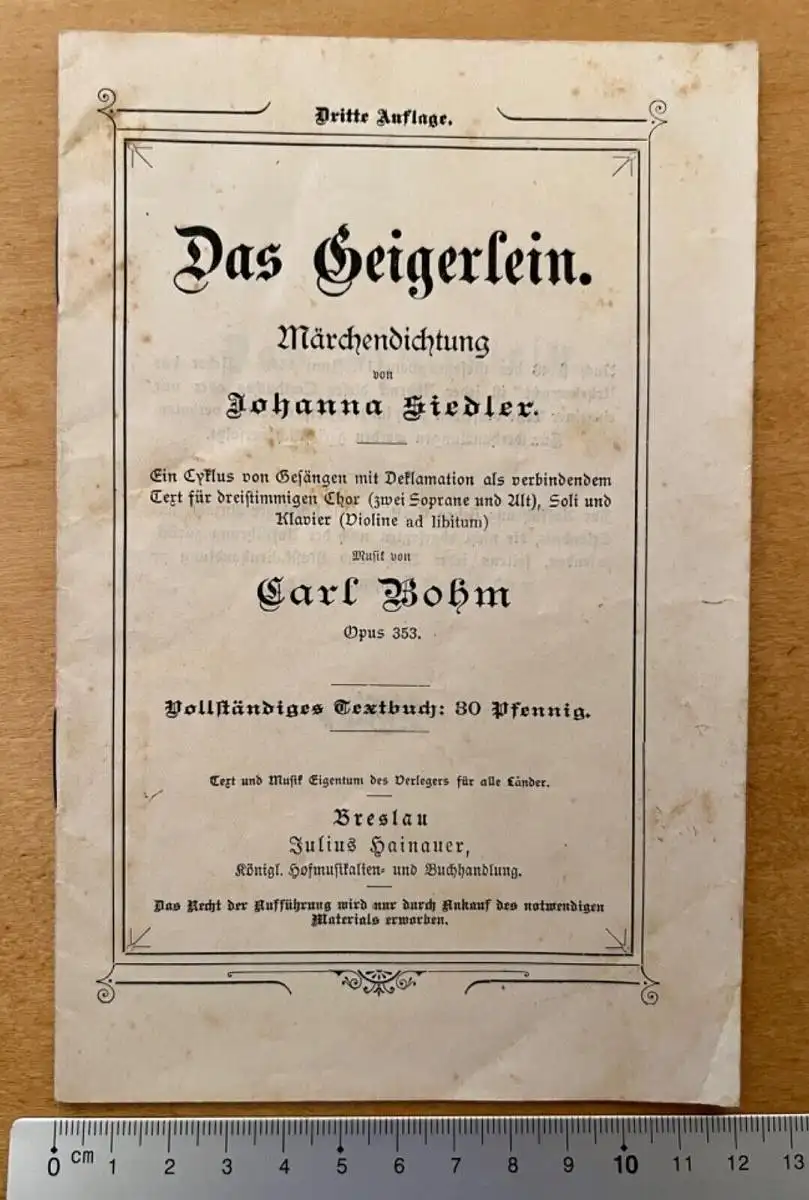 Dritte Auflage.
Das Geigerlein.
Märchendichtung
von
Johanna Siedler.
Ein Cyklus von Gesängen mit Deklamation als verbindendem
Text für dreistimmigen Chor (zwei Soprane und Alt), Soli und
Klavier (Violine ad libitum)
Musik von
Carl Bohm
Opus 353.
Vollständiges Textbuch: 30 Pfennig.
Text und Musik Eigentum des Verlegers für alle Länder.
Breslau
Julius Hainauer,
Königl. Hofmusikalien- und Buchhandlung.
Das Recht der Aufführung wird nur durch Ankauf des notwendigen
Materials erworben.
0 cm 1 2 3 4 5 6 7 8 9 10 11 12 13